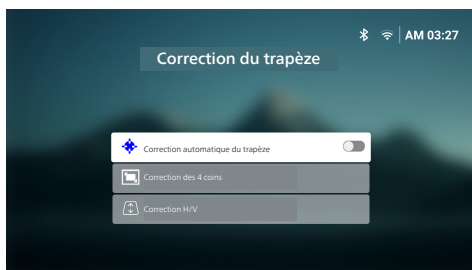 AM 03:27
Correction du trapèze
Correction automatique du trapèze
Correction des 4 coins
Correction H/V